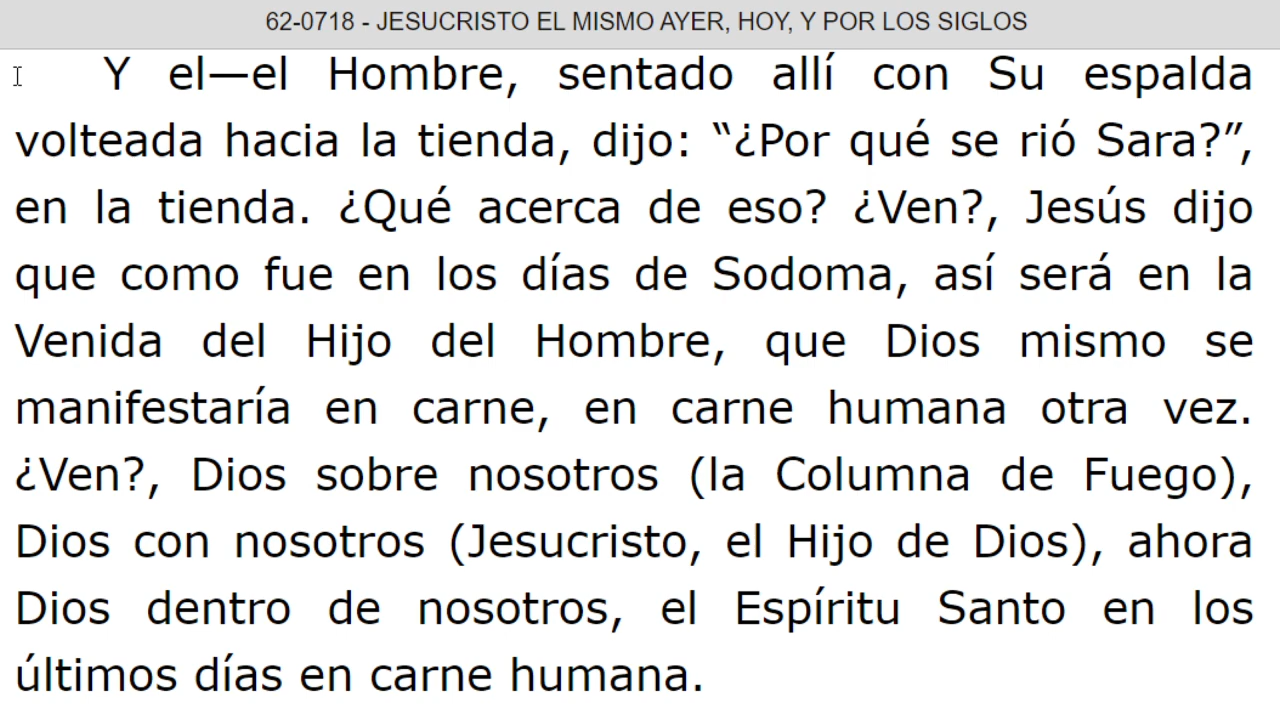 62-0718 - JESUCRISTO EL MISMO AYER, HOY, Y POR LOS SIGLOS
Y el—el Hombre, sentado allí con Su espalda
volteada hacia la tienda, dijo: “¿Por qué se rió Sara?”,
en la tienda. ¿Qué acerca de eso? ¿Ven?, Jesús dijo
que como fue en los días de Sodoma, así será en la
Venida del Hijo del Hombre, que Dios mismo se
manifestaría en carne, en carne humana otra vez.
¿Ven?, Dios sobre nosotros (la Columna de Fuego),
Dios con nosotros (Jesucristo, el Hijo de Dios), ahora
Dios dentro de nosotros, el Espíritu Santo en los
últimos días en carne humana.